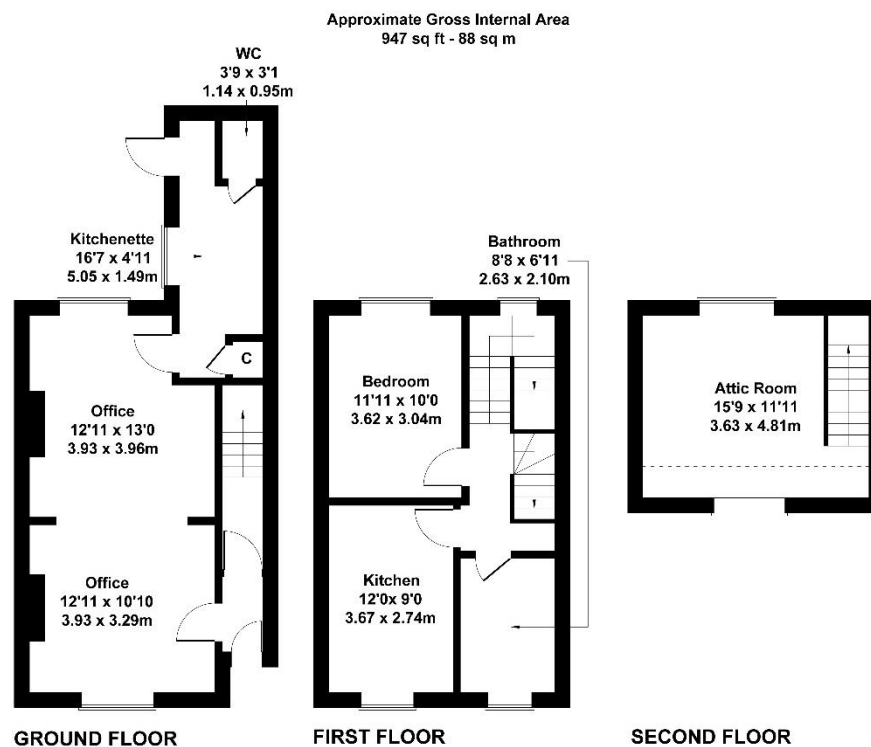 Approximate Gross Internal Area
947 sq ft - 88 sq m
WC
3'9 x 3'1
1.14 x 0.95m
Kitchenette
16'7 x 4'11
5.05 x 1.49m
C
Office
12'11 x 13'0
3.93 x 3.96m
Office
12'11 x 10'10
3.93 x 3.29m
GROUND FLOOR
Bathroom
8'8 x 6'11
2.63 x 2.10m
Bedroom
11'11 x 10'0
3.62 x 3.04m
Kitchen
12'0x 9'0
3.67 x 2.74m
FIRST FLOOR
Attic Room
15'9 x 11'11
3.63 x 4.81m
SECOND FLOOR